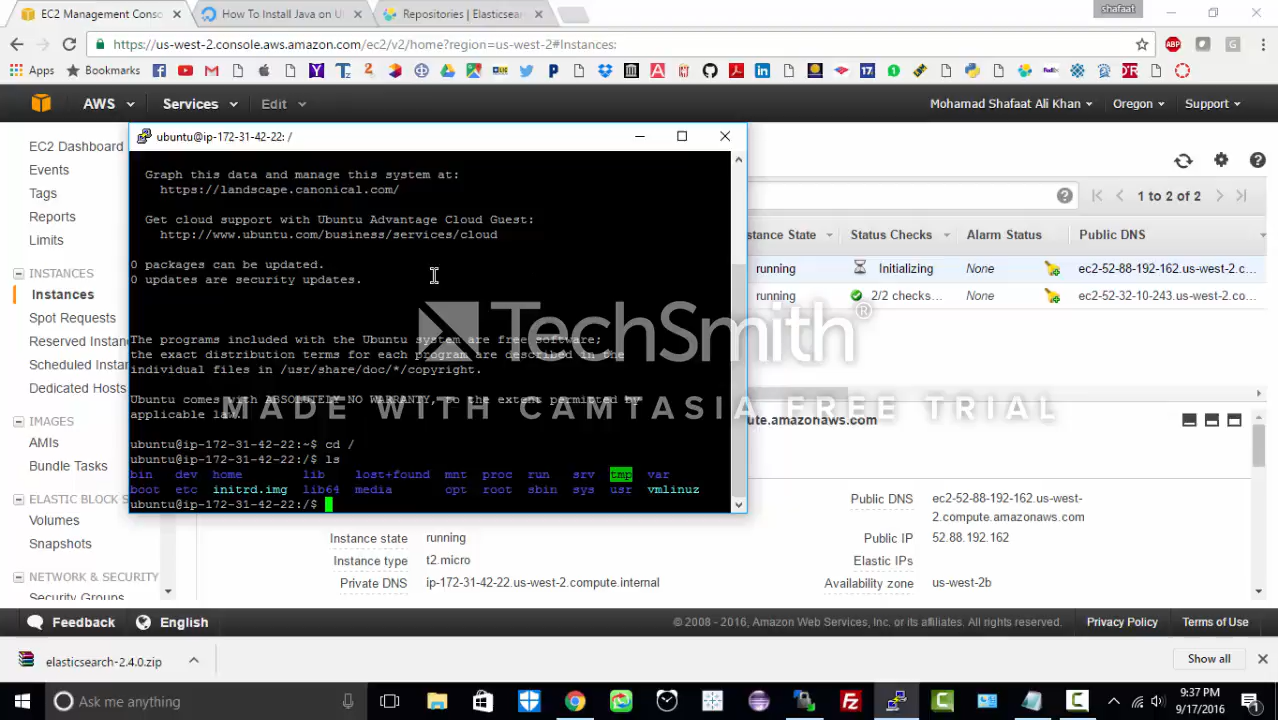 EC2 Management Conso
How To Install Java on U
Repositories | Elasticsear
shafaat
https://us-west-2.console.aws.amazon.com/ec2/v2/home?region=us-west-2#Instances:
Apps
Bookmarks
AWS
Services
Edit
Mohamad Shafaat Ali Khan
Oregon
Support
EC2 Dashboard
Events
Tags
Reports
Limits
INSTANCES
Instances
Spot Requests
Reserved Instan
Scheduled Insta
Dedicated Hosts
IMAGES
AMIs
Bundle Tasks
ELASTIC BLOCK S
Volumes
Snapshots
NETWORK & SECURITY
Security Groups
ubuntu@ip-172-31-42-22: /
Graph this data and manage this system at:
https://landscape.canonical.com/
Get cloud support with Ubuntu Advantage Cloud Guest:
http://www.ubuntu.com/business/services/cloud
0 packages can be updated.
0 updates are security updates.
The programs included with the Ubuntu system are free software;
the exact distribution terms for each program are described in the
individual files in /usr/share/doc/*/copyright.
Ubuntu comes with ABSOLUTELY NO WARRANTY, to the extent permitted by
applicable law.
ubuntu@ip-172-31-42-22:~$ cd /
ubuntu@ip-172-31-42-22:/$ ls
bin dev home lib lost+found mnt proc run srv tmp var
boot etc initrd.img lib64 media opt root sbin sys usr vmlinuz
ubuntu@ip-172-31-42-22:/$
TechSmith®
MADE WITH CAMTASIA FREE TRIAL
1 to 2 of 2
stance State
Status Checks
Alarm Status
Public DNS
running
Initializing
None
ec2-52-88-192-162.us-west-2.c...
running
2/2 checks...
None
ec2-52-32-10-243.us-west-2.co...
ute.amazonaws.com
Public DNS
ec2-52-88-192-162.us-west-
2.compute.amazonaws.com
Instance state
running
Public IP
52.88.192.162
Instance type
t2.micro
Elastic IPs
Private DNS
ip-172-31-42-22.us-west-2.compute.internal
Availability zone
us-west-2b
Feedback
English
© 2008 - 2016, Amazon Web Services, Inc. or its affiliates. All rights reserved.
Privacy Policy
Terms of Use
elasticsearch-2.4.0.zip
Show all
Ask me anything
9:37 PM
9/17/2016